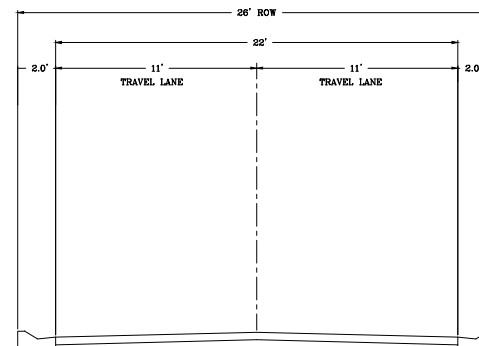 26' ROW
22'
2.0' 11' 11' 2.0
TRAVEL LANE TRAVEL LANE